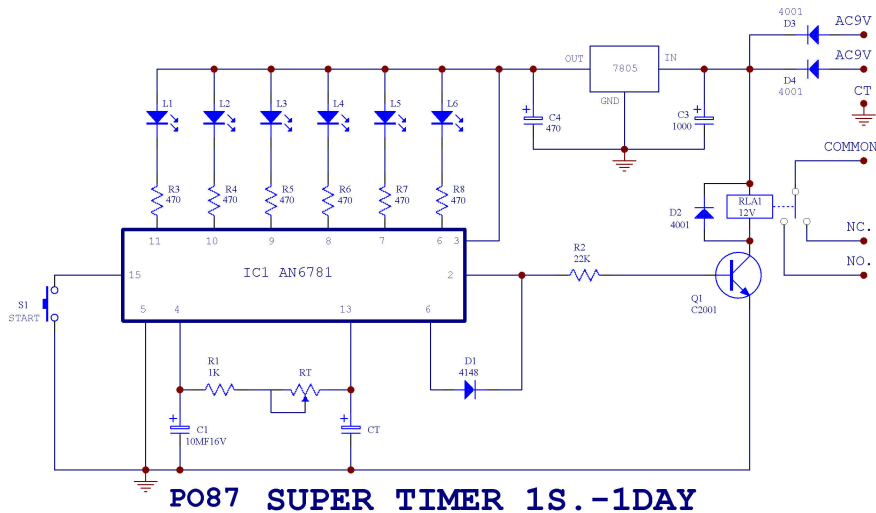 4001
D3
AC9V
OUT
7805
IN
AC9V
GND
D4
4001
CT
L1
L2
L3
L4
L5
L6
+
C4
470
C3
1000
+
COMMON
R3
470
R4
470
R5
470
R6
470
R7
470
R8
470
RLA1
12V
D2
4001
NC.
NO.
11
10
9
8
7
6
3
15
IC1 AN6781
2
R2
22K
S1
START
5
4
13
6
Q1
C2001
R1
1K
RT
D1
4148
+
C1
10MF16V
+
CT
PO87 SUPER TIMER 1S.-1DAY